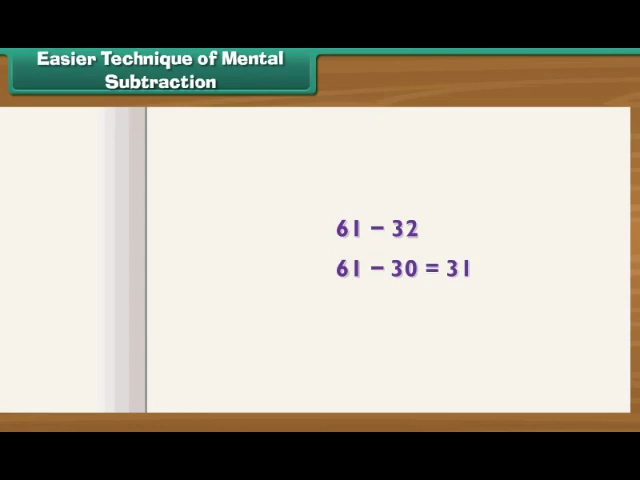 Easier Technique of Mental
Subtraction
61 − 32
61 − 30 = 31